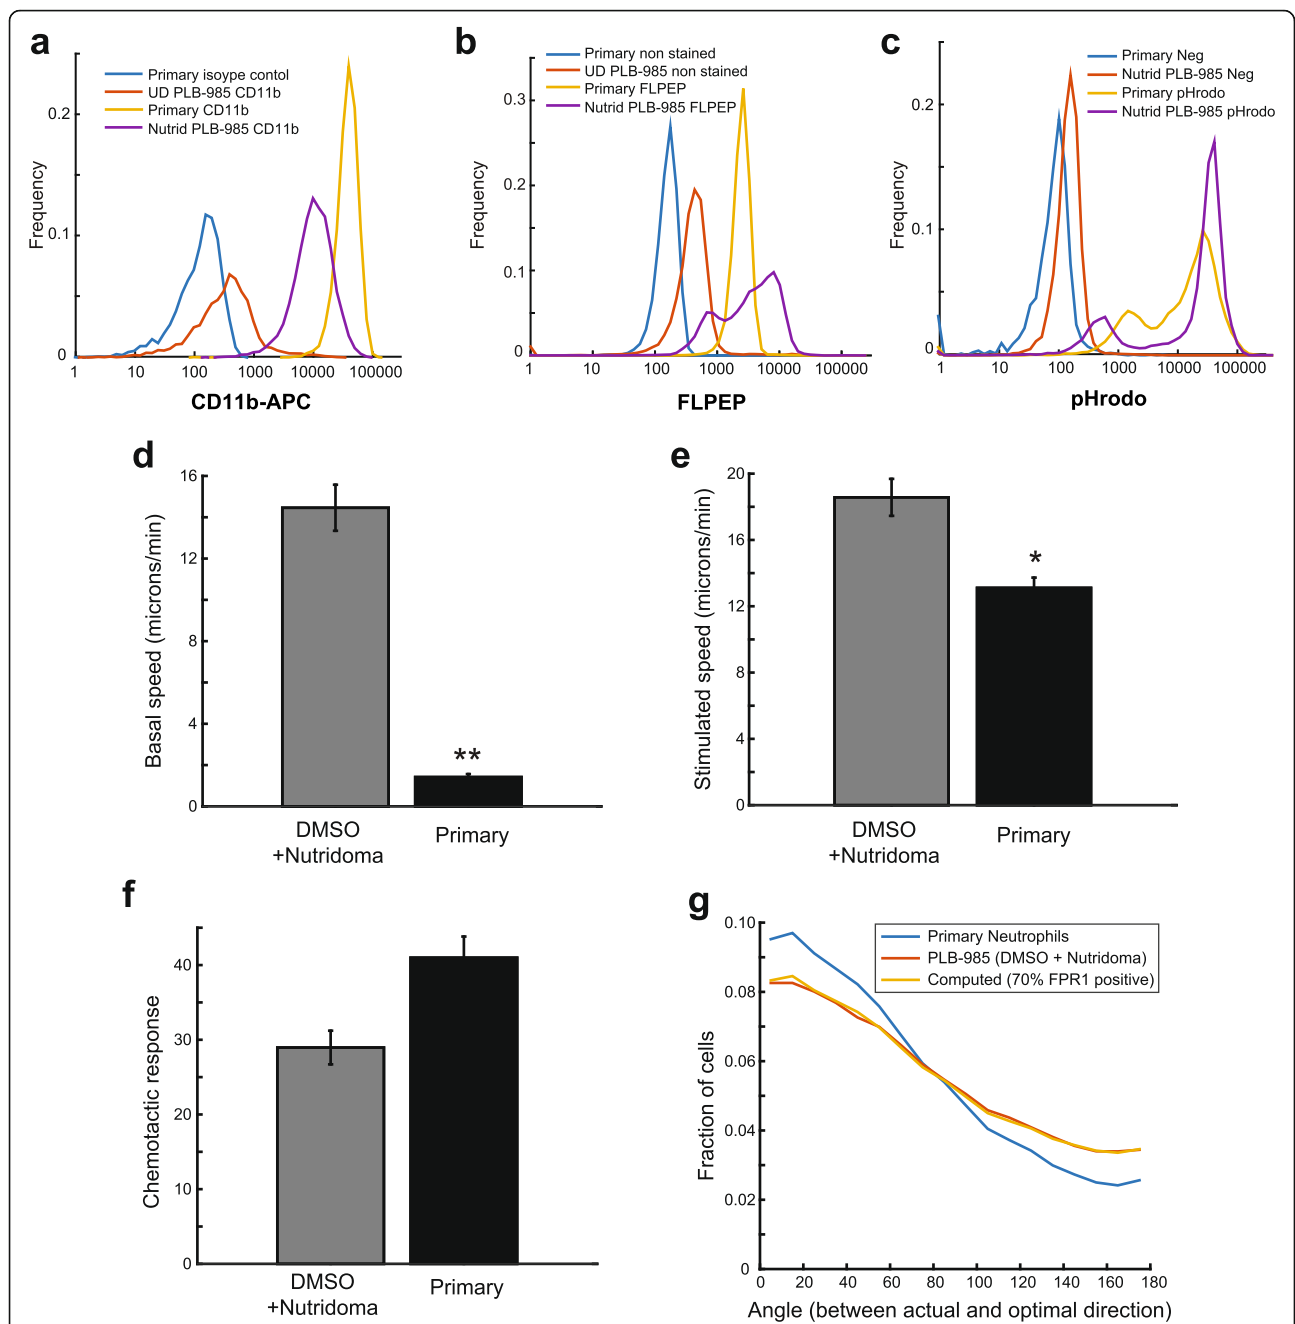 a
Primary isoype contol
UD PLB-985 CD11b
Primary CD11b
Nutrid PLB-985 CD11b
Frequency
0.2
0.1
0
1
10
100
1000
10000
100000
CD11b-APC
b
Primary non stained
UD PLB-985 non stained
Primary FLPEP
Nutrid PLB-985 FLPEP
Frequency
0.3
0.2
0.1
0
1
10
100
1000
10000
100000
FLPEP
c
Primary Neg
Nutrid PLB-985 Neg
Primary pHrodo
Nutrid PLB-985 pHrodo
Frequency
0.2
0.1
0
1
10
100
1000
10000
100000
pHrodo
d
Basal speed (microns/min)
16
12
8
4
0
**
DMSO
+Nutridoma
Primary
e
Stimulated speed (microns/min)
20
16
12
8
4
0
*
DMSO
+Nutridoma
Primary
f
Chemotactic response
40
30
20
10
0
DMSO
+Nutridoma
Primary
g
Primary Neutrophils
PLB-985 (DMSO + Nutridoma)
Computed (70% FPR1 positive)
Fraction of cells
0.10
0.08
0.06
0.04
0.02
0
0
20
40
60
80
100
120
140
160
180
Angle (between actual and optimal direction)